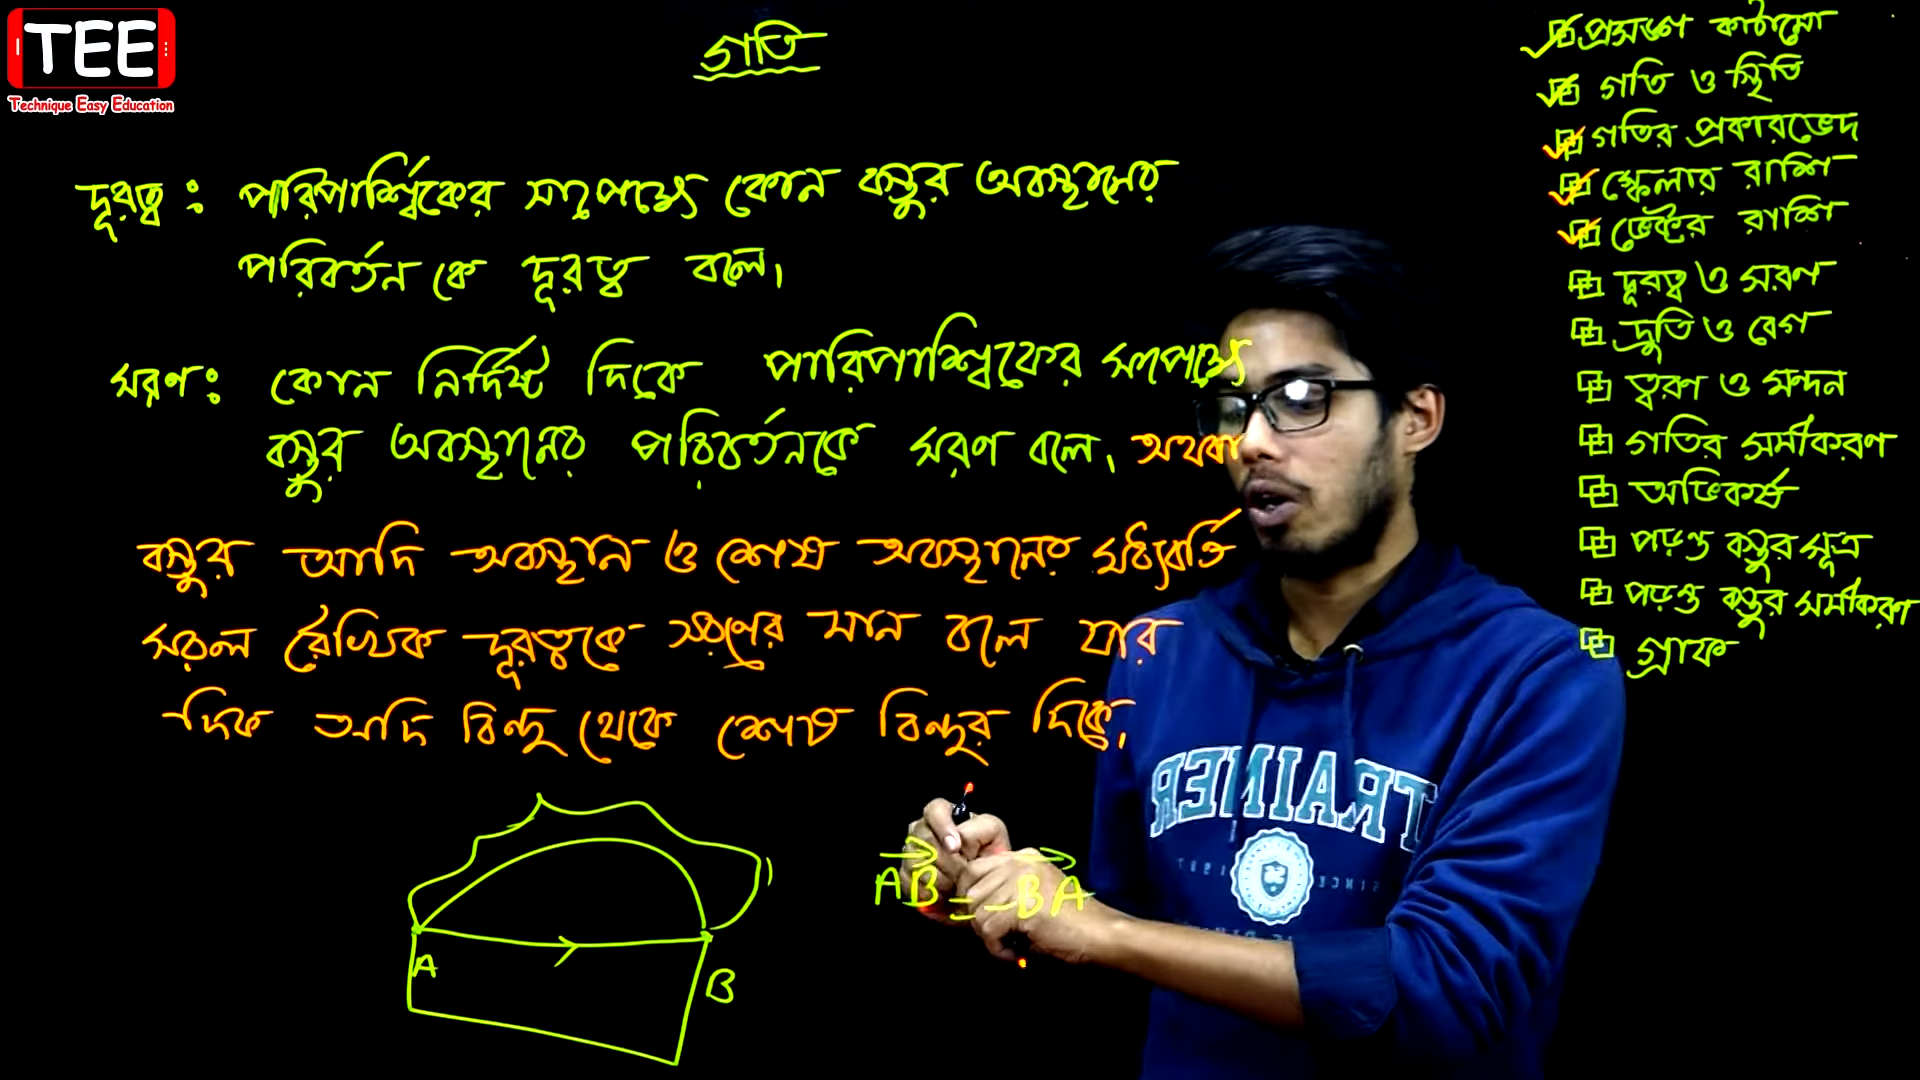 TEE
Technique Easy Education
গতি
দূরত্ব : পারিপার্শ্বিকের সাপেক্ষে কোন বস্তুর অবস্থানের
পরিবর্তন কে দূরত্ব বলে।
সরণ : কোন নির্দিষ্ট দিকে পারিপার্শ্বিকের সাপেক্ষে
বস্তুর অবস্থানের পরিবর্তনকে সরণ বলে। অথবা
বস্তুর আদি অবস্থান ও শেষ অবস্থানের মধ্যবর্তি
সরল রৈখিক দূরত্বকে সরণের মান বলে যার
দিক আদি বিন্দু থেকে শেষ বিন্দুর দিকে।
A
B
AB = -BA
প্রসঙ্গ কাঠামো
গতি ও স্থিতি
গতির প্রকারভেদ
স্কেলার রাশি
ভেক্টর রাশি
দূরত্ব ও সরণ
দ্রুতি ও বেগ
ত্বরণ ও মন্দন
গতির সমীকরণ
অভিকর্ষ
পড়ন্ত বস্তুর সূত্র
পড়ন্ত বস্তুর সমীকরণ
গ্রাফ
TRAINER